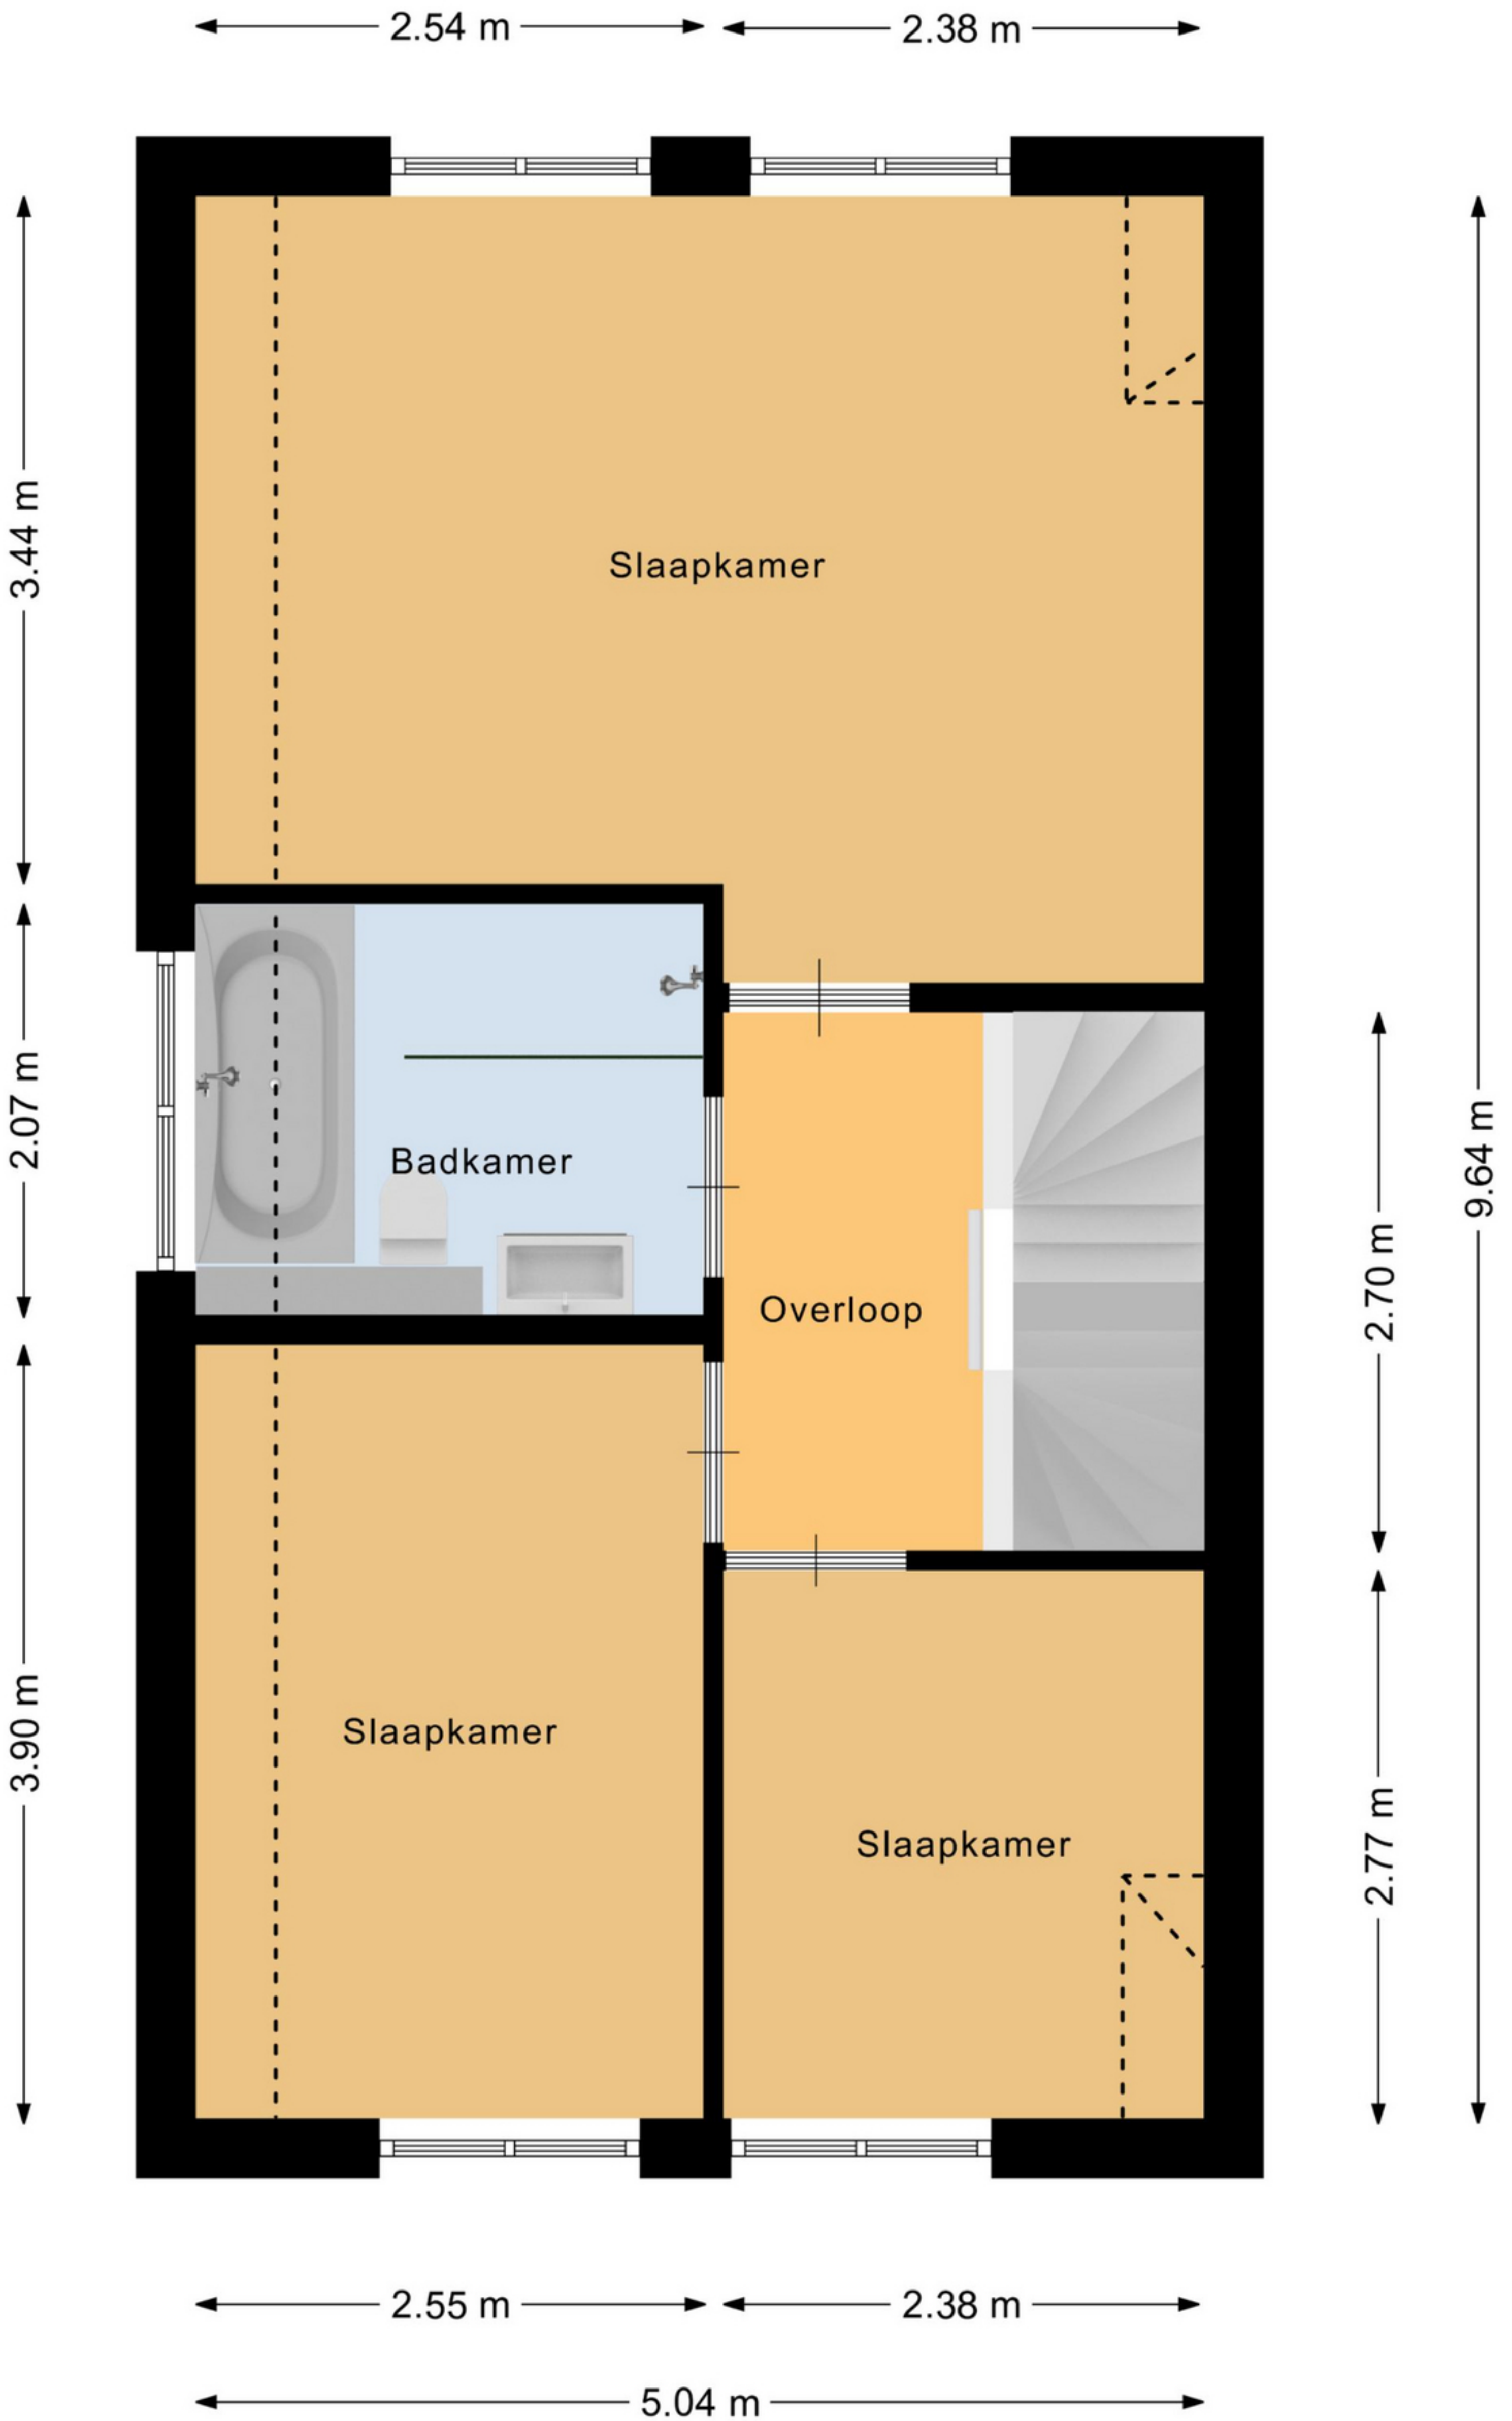 2.54 m
2.38 m
3.44 m
Slaapkamer
2.07 m
Badkamer
9.64 m
2.70 m
Overloop
3.90 m
Slaapkamer
Slaapkamer
2.77 m
2.55 m
2.38 m
5.04 m